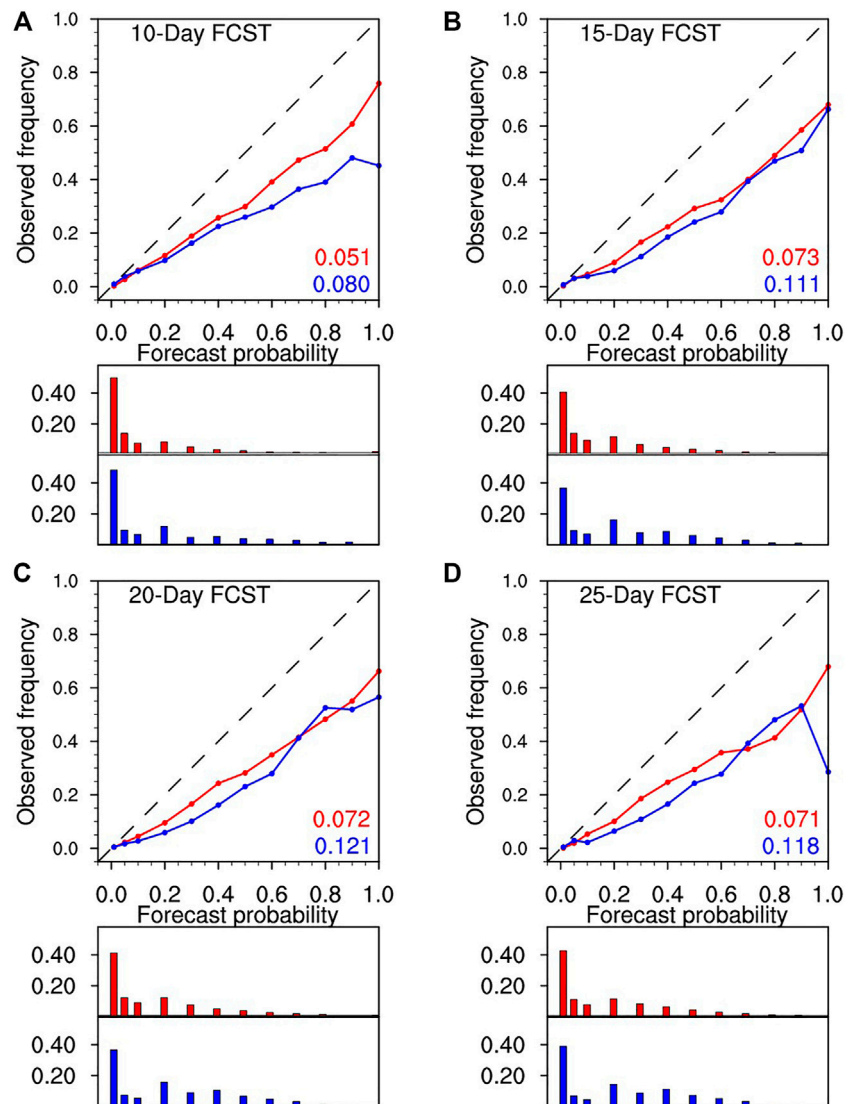 A
10-Day FCST
1.0
0.8
0.6
0.4
0.2
0.0
Observed frequency
0.051
0.080
0.0 0.2 0.4 0.6 0.8 1.0
Forecast probability
0.40
0.20
0.40
0.20
B
15-Day FCST
1.0
0.8
0.6
0.4
0.2
0.0
Observed frequency
0.073
0.111
0.0 0.2 0.4 0.6 0.8 1.0
Forecast probability
0.40
0.20
0.40
0.20
C
20-Day FCST
1.0
0.8
0.6
0.4
0.2
0.0
Observed frequency
0.072
0.121
0.0 0.2 0.4 0.6 0.8 1.0
Forecast probability
0.40
0.20
0.40
0.20
D
25-Day FCST
1.0
0.8
0.6
0.4
0.2
0.0
Observed frequency
0.071
0.118
0.0 0.2 0.4 0.6 0.8 1.0
Forecast probability
0.40
0.20
0.40
0.20